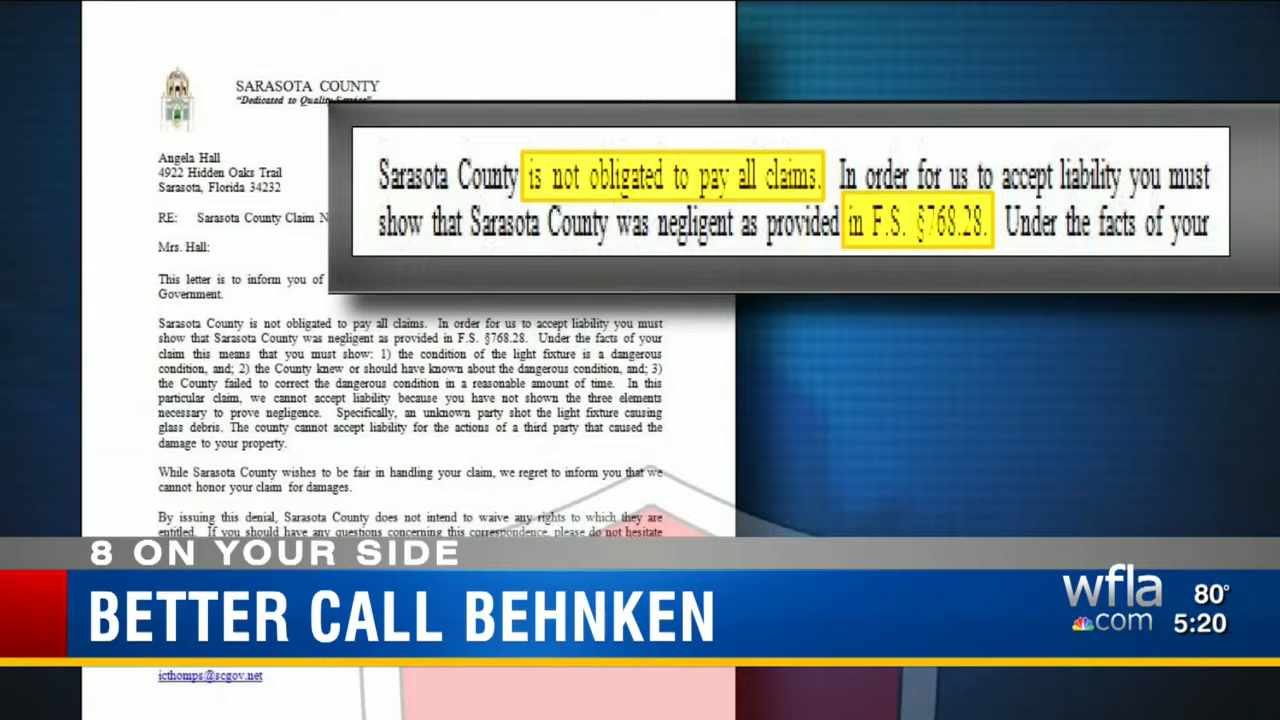 SARASOTA COUNTY
"Dedicated to Quality Service"
Angela Hall
4922 Hidden Oaks Trail
Sarasota, Florida 34232
RE: Sarasota County Claim N
Mrs. Hall:
This letter is to inform you of
Government.
Sarasota County is not obligated to pay all claims. In order for us to accept liability you must
show that Sarasota County was negligent as provided in F.S. §768.28. Under the facts of your
Sarasota County is not obligated to pay all claims. In order for us to accept liability you must
show that Sarasota County was negligent as provided in F.S. §768.28. Under the facts of your
claim this means that you must show: 1) the condition of the light fixture is a dangerous
condition, and; 2) the County knew or should have known about the dangerous condition, and; 3)
the County failed to correct the dangerous condition in a reasonable amount of time. In this
particular claim, we cannot accept liability because you have not shown the three elements
necessary to prove negligence. Specifically, an unknown party shot the light fixture causing
glass debris. The county cannot accept liability for the actions of a third party that caused the
damage to your property.
While Sarasota County wishes to be fair in handling your claim, we regret to inform you that we
cannot honor your claim for damages.
By issuing this denial, Sarasota County does not intend to waive any rights to which they are
entitled. If you should have any questions concerning this correspondence, please do not hesitate
8 ON YOUR SIDE
BETTER CALL BEHNKEN
wfla
.com
80°
5:20
icthomps@scgov.net